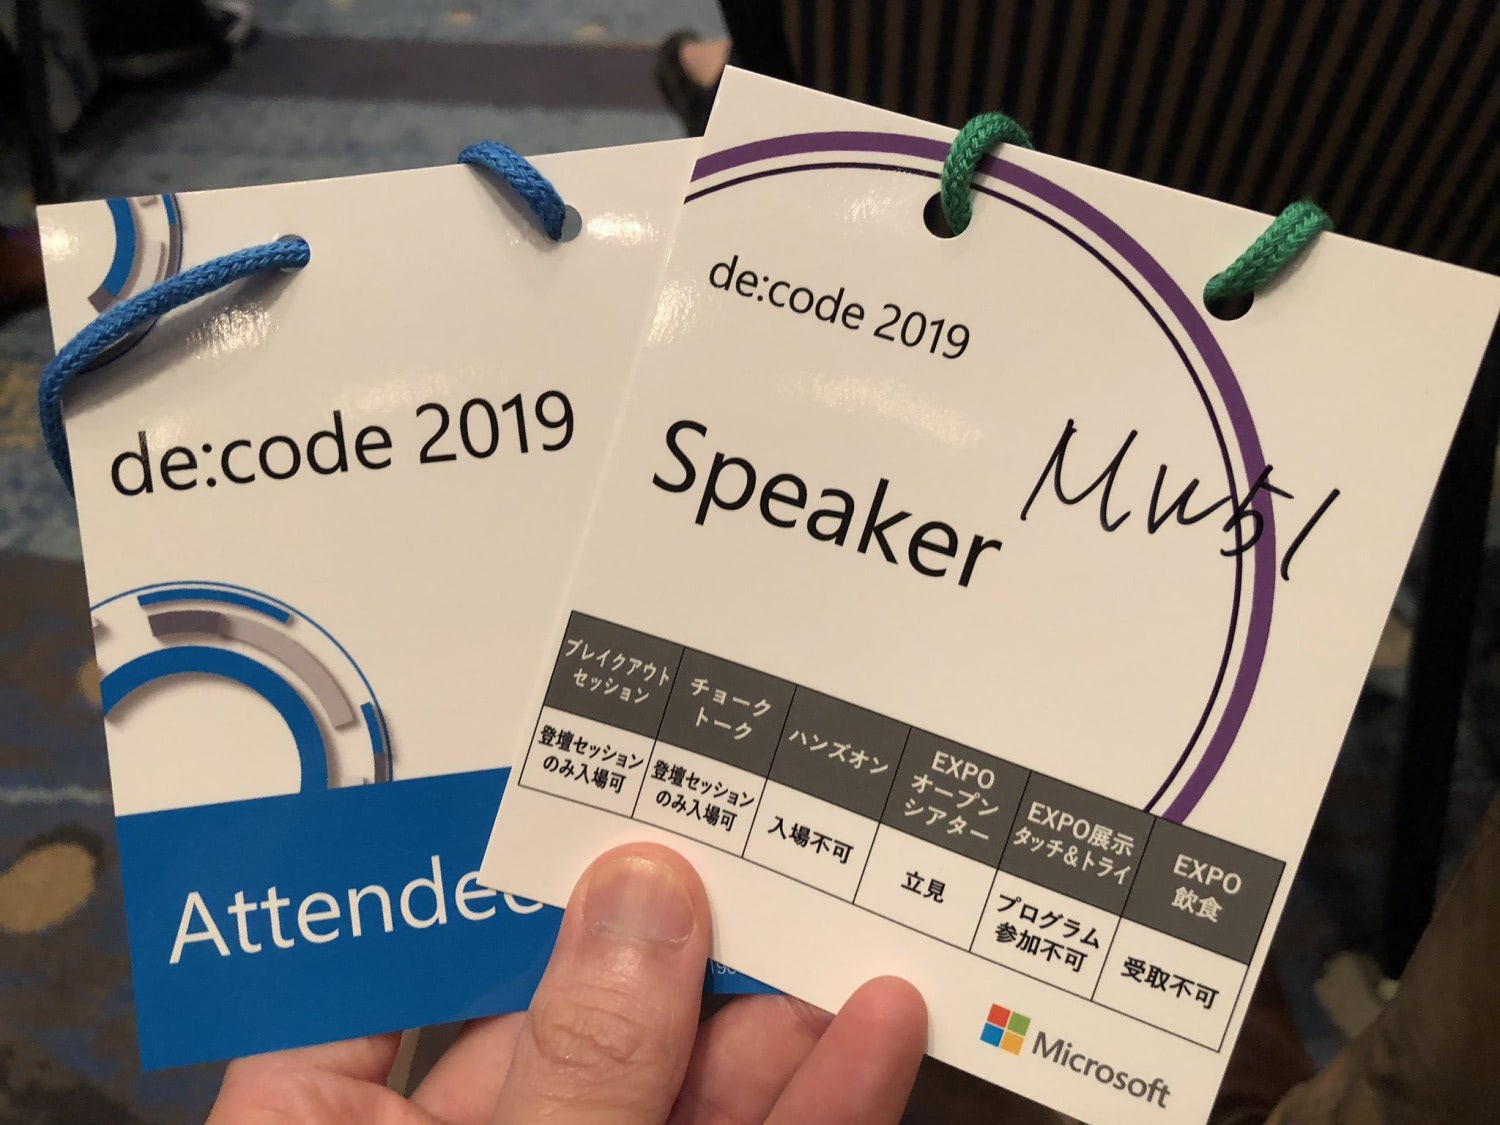 de:code 2019
Attendee
de:code 2019
Speaker
MW51
ブレイクアウト
セッション
チョーク
トーク
ハンズオン
EXPO
オープン
シアター
EXPO展示
タッチ&トライ
EXPO
飲食
登壇セッション
のみ入場可
登壇セッション
のみ入場可
入場不可
立見
プログラム
参加不可
受取不可
Microsoft